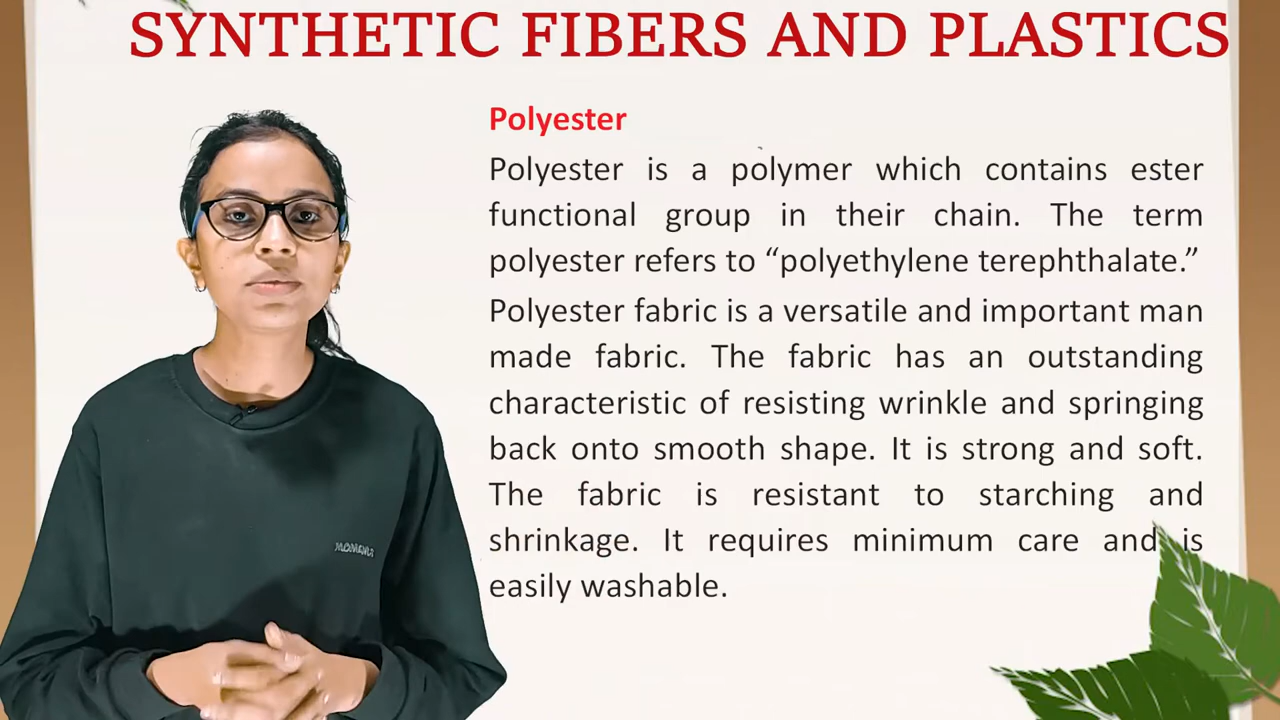 SYNTHETIC FIBERS AND PLASTICS
Polyester
Polyester is a polymer which contains ester
functional group in their chain. The term
polyester refers to “polyethylene terephthalate.”
Polyester fabric is a versatile and important man
made fabric. The fabric has an outstanding
characteristic of resisting wrinkle and springing
back onto smooth shape. It is strong and soft.
The fabric is resistant to starching and
shrinkage. It requires minimum care and is
easily washable.